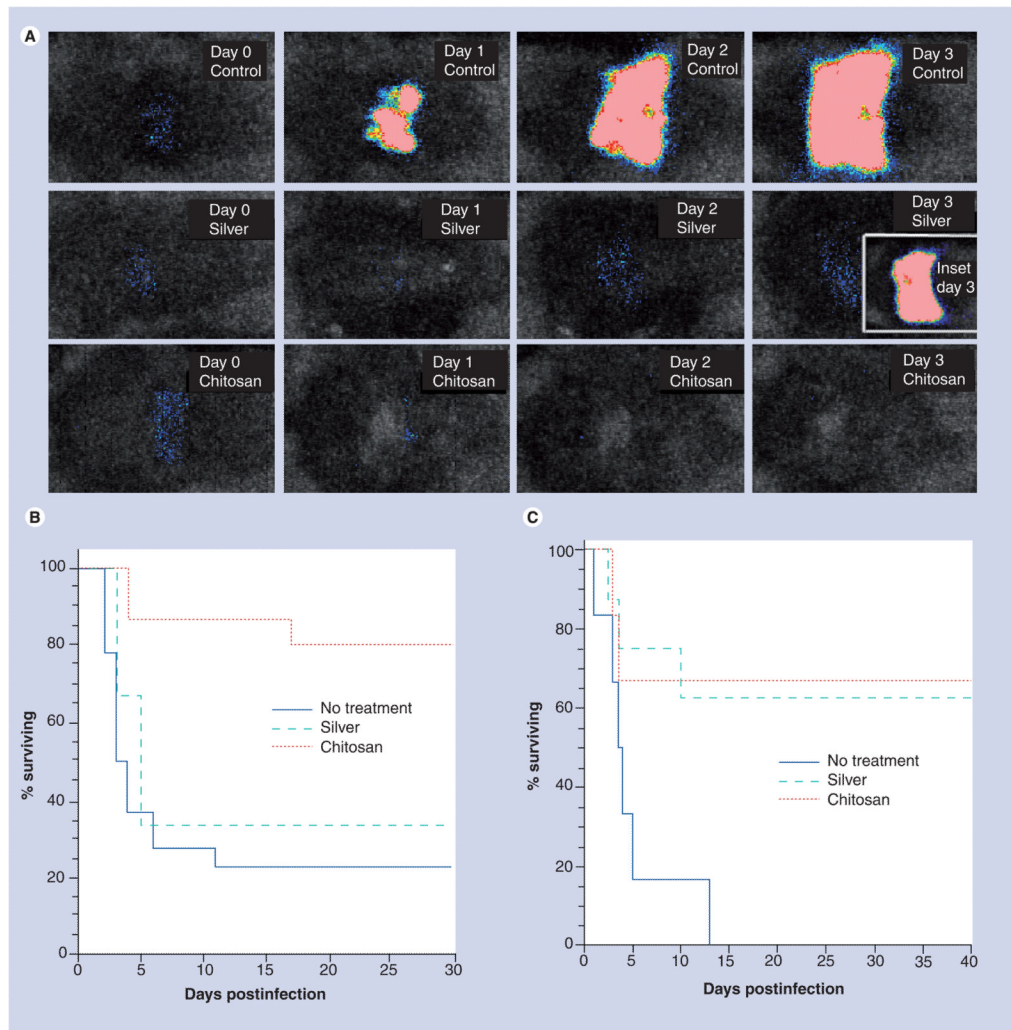 A
Day 0
Control
Day 1
Control
Day 2
Control
Day 3
Control
Day 0
Silver
Day 1
Silver
Day 2
Silver
Day 3
Silver
Inset
day 3
Day 0
Chitosan
Day 1
Chitosan
Day 2
Chitosan
Day 3
Chitosan
B
100
80
60
40
20
0
% surviving
No treatment
Silver
Chitosan
0 5 10 15 20 25 30
Days postinfection
C
100
80
60
40
20
0
% surviving
No treatment
Silver
Chitosan
0 5 10 15 20 25 30 35 40
Days postinfection